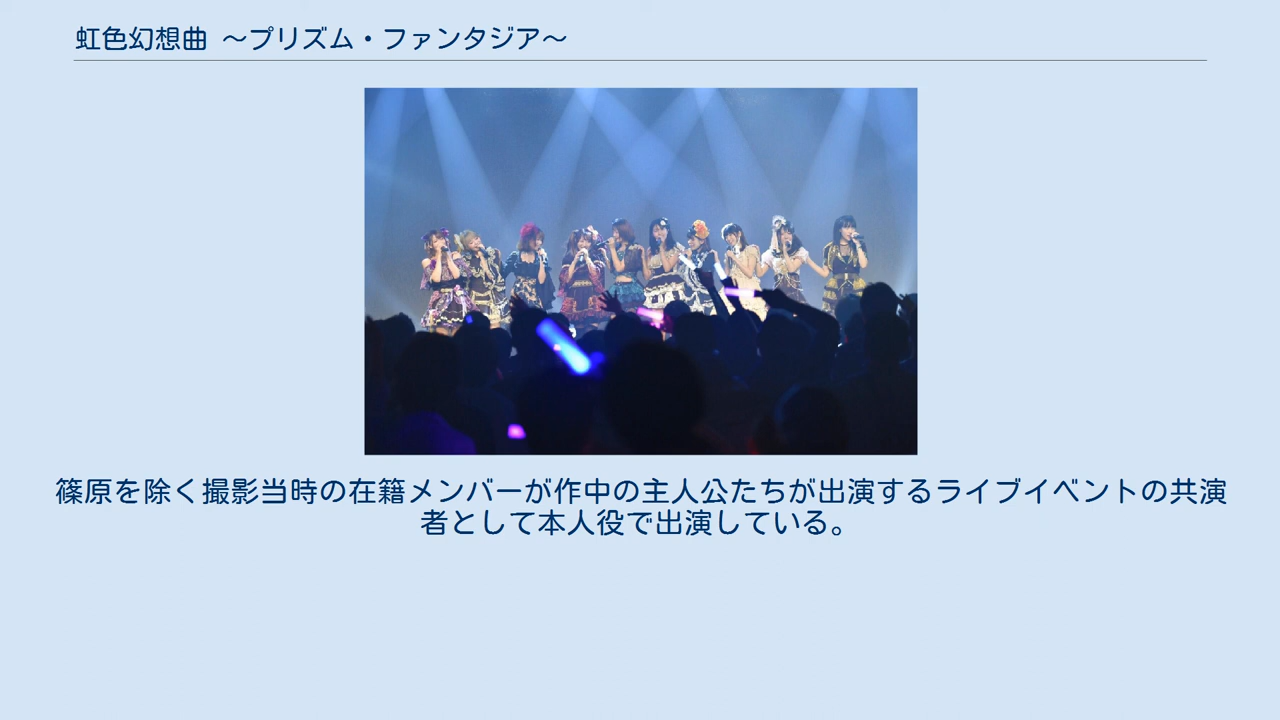 虹色幻想曲 ～プリズム・ファンタジア～
篠原を除く撮影当時の在籍メンバーが作中の主人公たちが出演するライブイベントの共演
者として本人役で出演している。